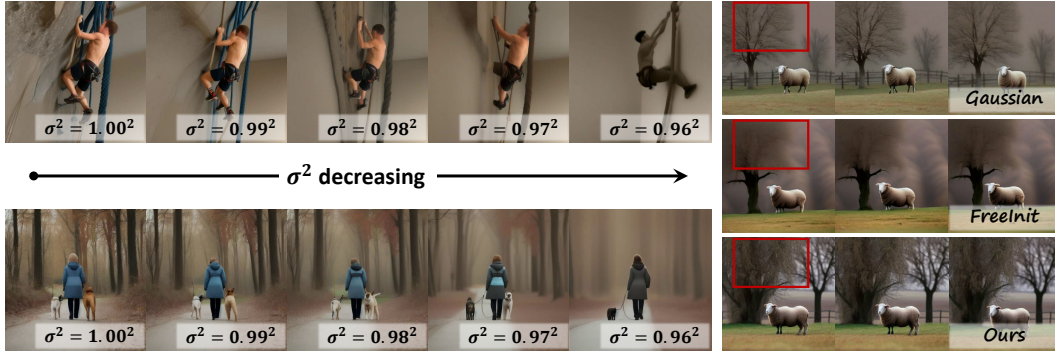 σ² = 1.00² σ² = 0.99² σ² = 0.98² σ² = 0.97² σ² = 0.96²
σ² decreasing
σ² = 1.00² σ² = 0.99² σ² = 0.98² σ² = 0.97² σ² = 0.96²
Gaussian
FreeInit
Ours